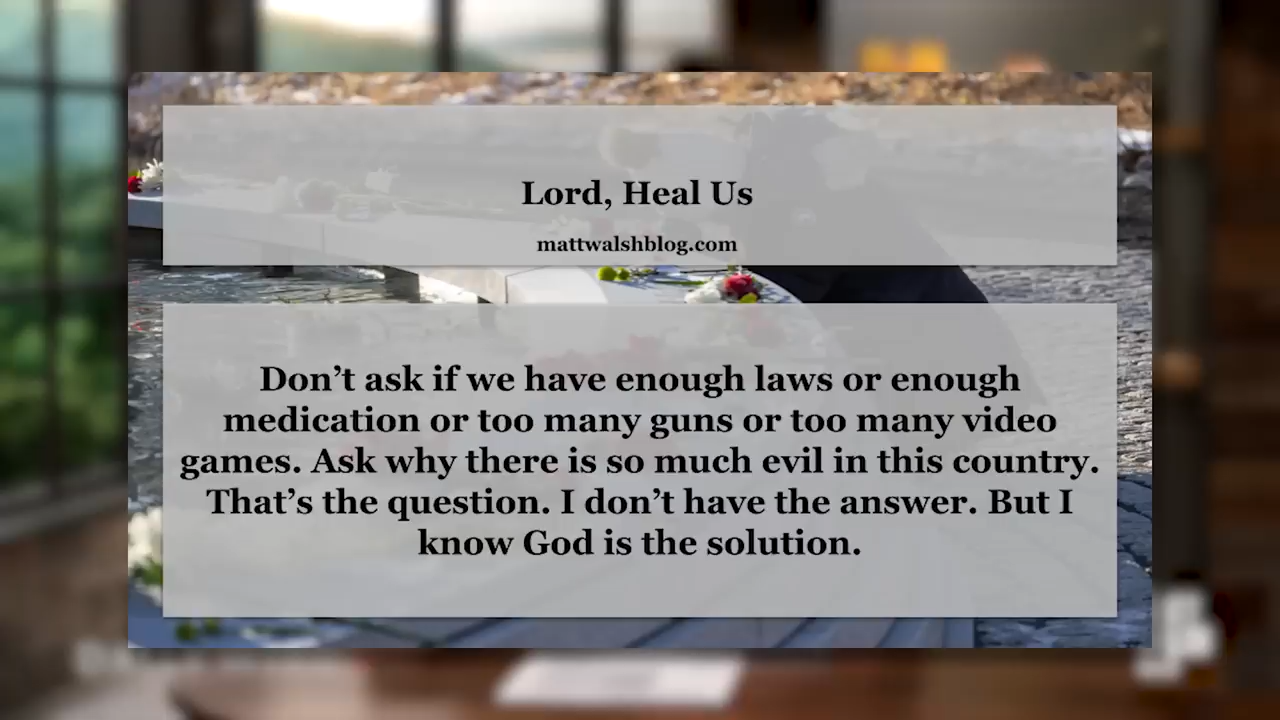 Lord, Heal Us
mattwalshblog.com
Don’t ask if we have enough laws or enough
medication or too many guns or too many video
games. Ask why there is so much evil in this country.
That’s the question. I don’t have the answer. But I
know God is the solution.